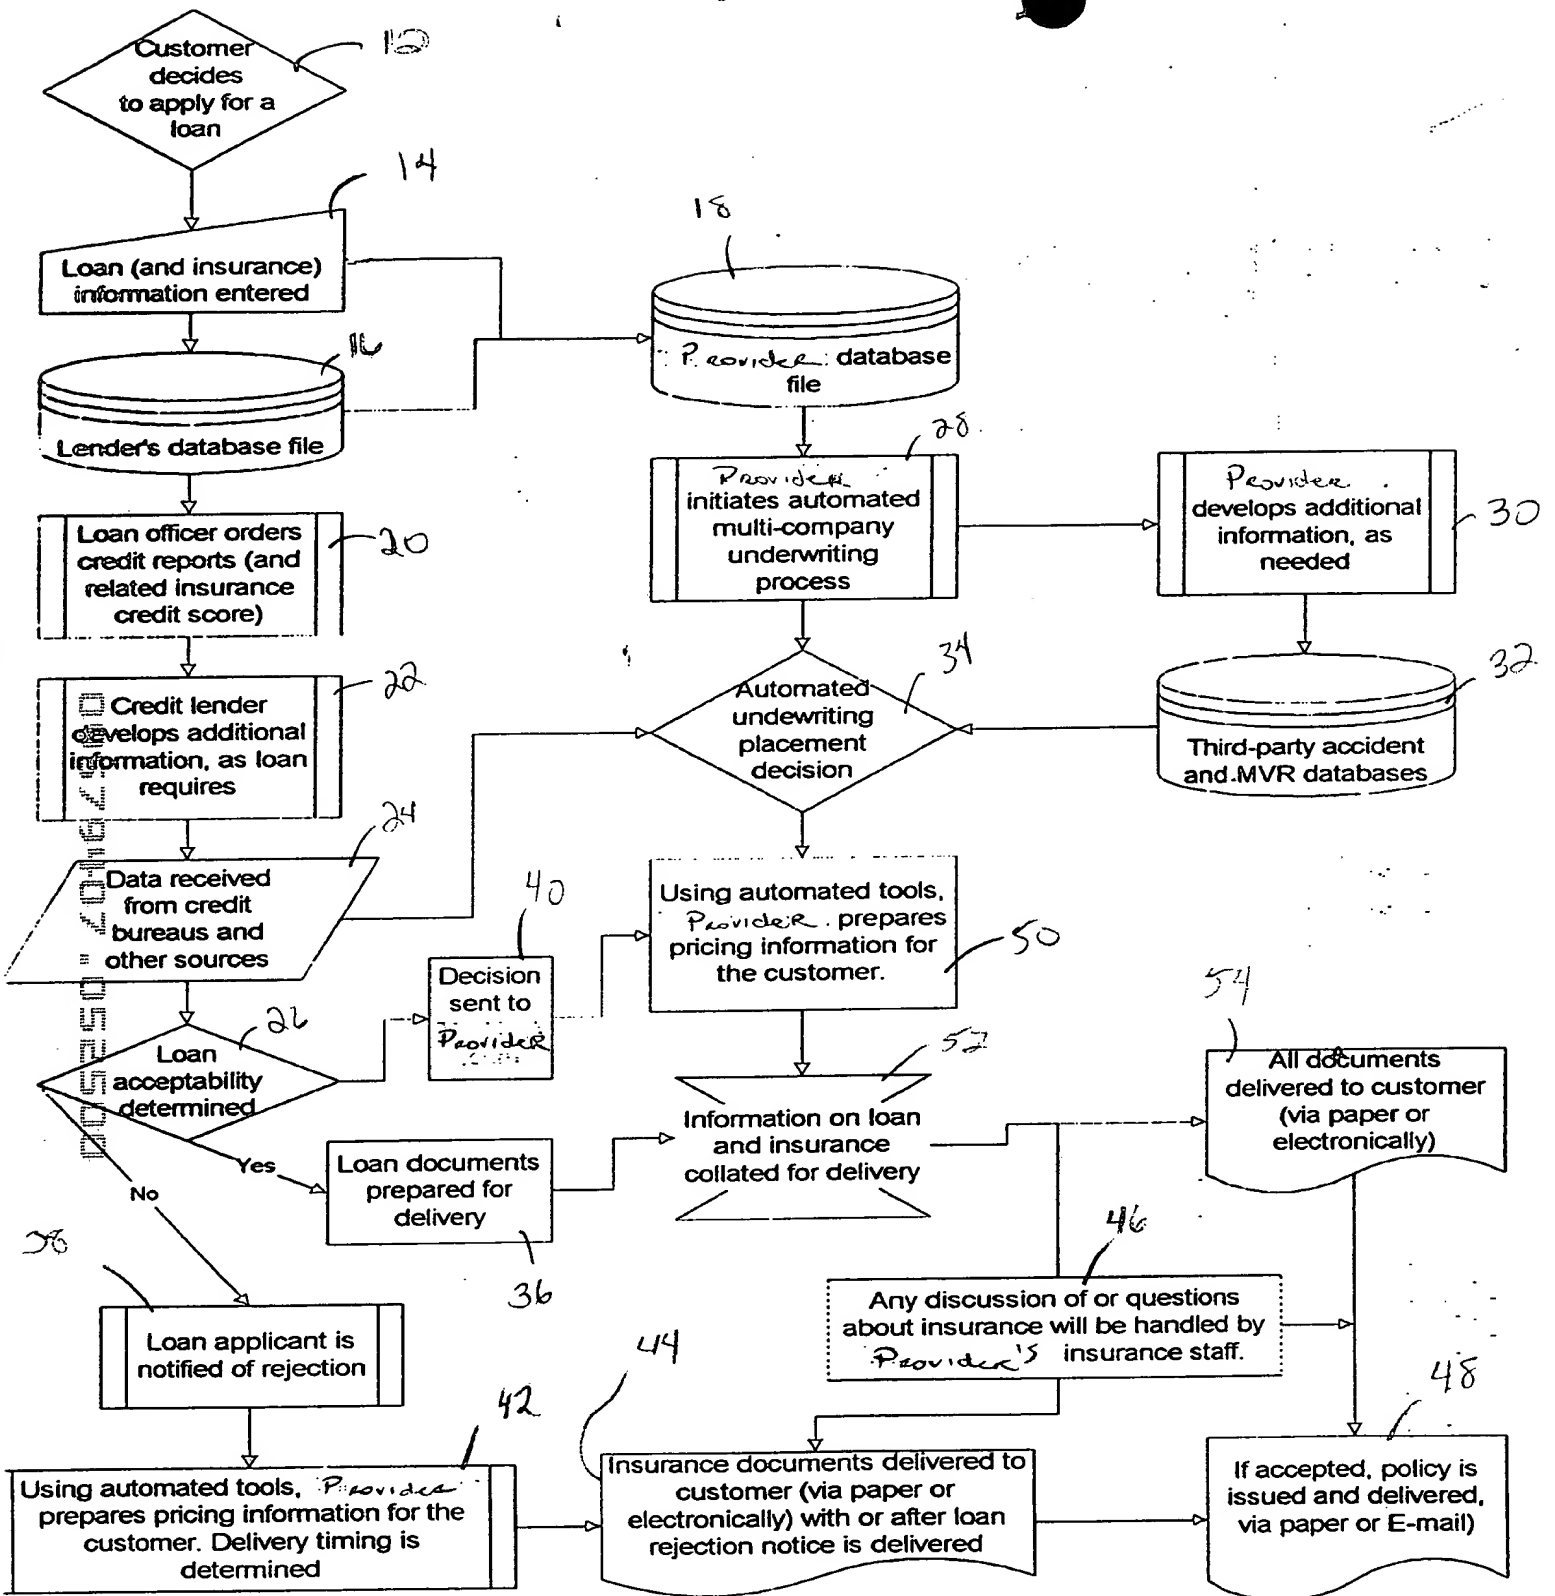 Customer
decides
to apply for a
loan
12
14
Loan (and insurance)
information entered
16
Lender's database file
18
Provider database
file
20
Loan officer orders
credit reports (and
related insurance
credit score)
28
Provider
initiates automated
multi-company
underwriting
process
Provider
develops additional
information, as
needed
30
22
Credit lender
develops additional
information, as loan
requires
34
Automated
undewriting
placement
decision
32
Third-party accident
and MVR databases
24
Data received
from credit
bureaus and
other sources
26
Loan
acceptability
determined
40
Decision
sent to
Provider
Using automated tools,
Provider prepares
pricing information for
the customer.
50
52
Information on loan
and insurance
collated for delivery
54
All documents
delivered to customer
(via paper or
electronically)
Yes
No
Loan documents
prepared for
delivery
36
38
Loan applicant is
notified of rejection
46
Any discussion of or questions
about insurance will be handled by
Provider's insurance staff.
42
Using automated tools, Provider
prepares pricing information for the
customer. Delivery timing is
determined
44
Insurance documents delivered to
customer (via paper or
electronically) with or after loan
rejection notice is delivered
48
If accepted, policy is
issued and delivered,
via paper or E-mail)